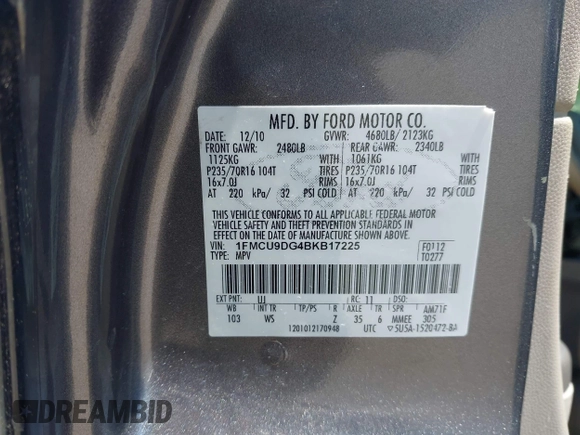 MFD. BY FORD MOTOR CO.
DATE: 12/10 GVWR: 4680LB/ 2123KG
FRONT GAWR: 2480LB REAR GAWR: 2340LB
1125KG WITH 1061KG WITH
P235/70R16 104T TIRES P235/70R16 104T TIRES
16x7.0J RIMS 16x7.0J RIMS
AT 220 kPa/ 32 PSI COLD AT 220 kPa/ 32 PSI COLD
THIS VEHICLE CONFORMS TO ALL APPLICABLE FEDERAL MOTOR
VEHICLE SAFETY AND THEFT PREVENTION STANDARDS IN
EFFECT ON THE DATE OF MANUFACTURE SHOWN ABOVE.
VIN: 1FMCU9DG4BKB17225 F0112
TYPE: MPV T0277
EXT PNT: UJ RC: 11 DSO:
WB INT TR TP/PS R AXLE TR SPR AM71F
103 WS Z 35 6 MMEE 305
1201012170948 UTC 5U5A-1520472-BA
DREAMBID